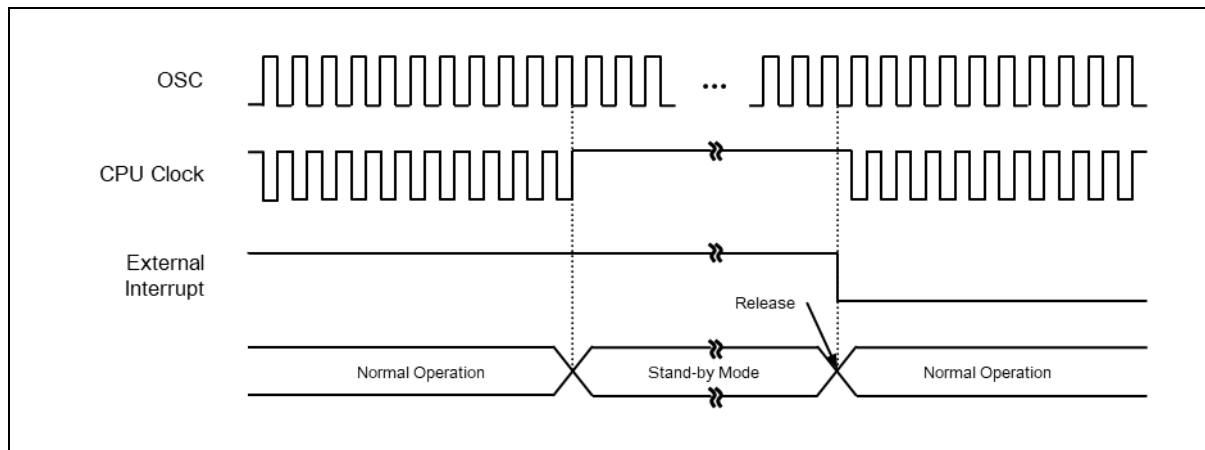 OSC
...
CPU Clock
External
Interrupt
Release
Normal Operation
Stand-by Mode
Normal Operation